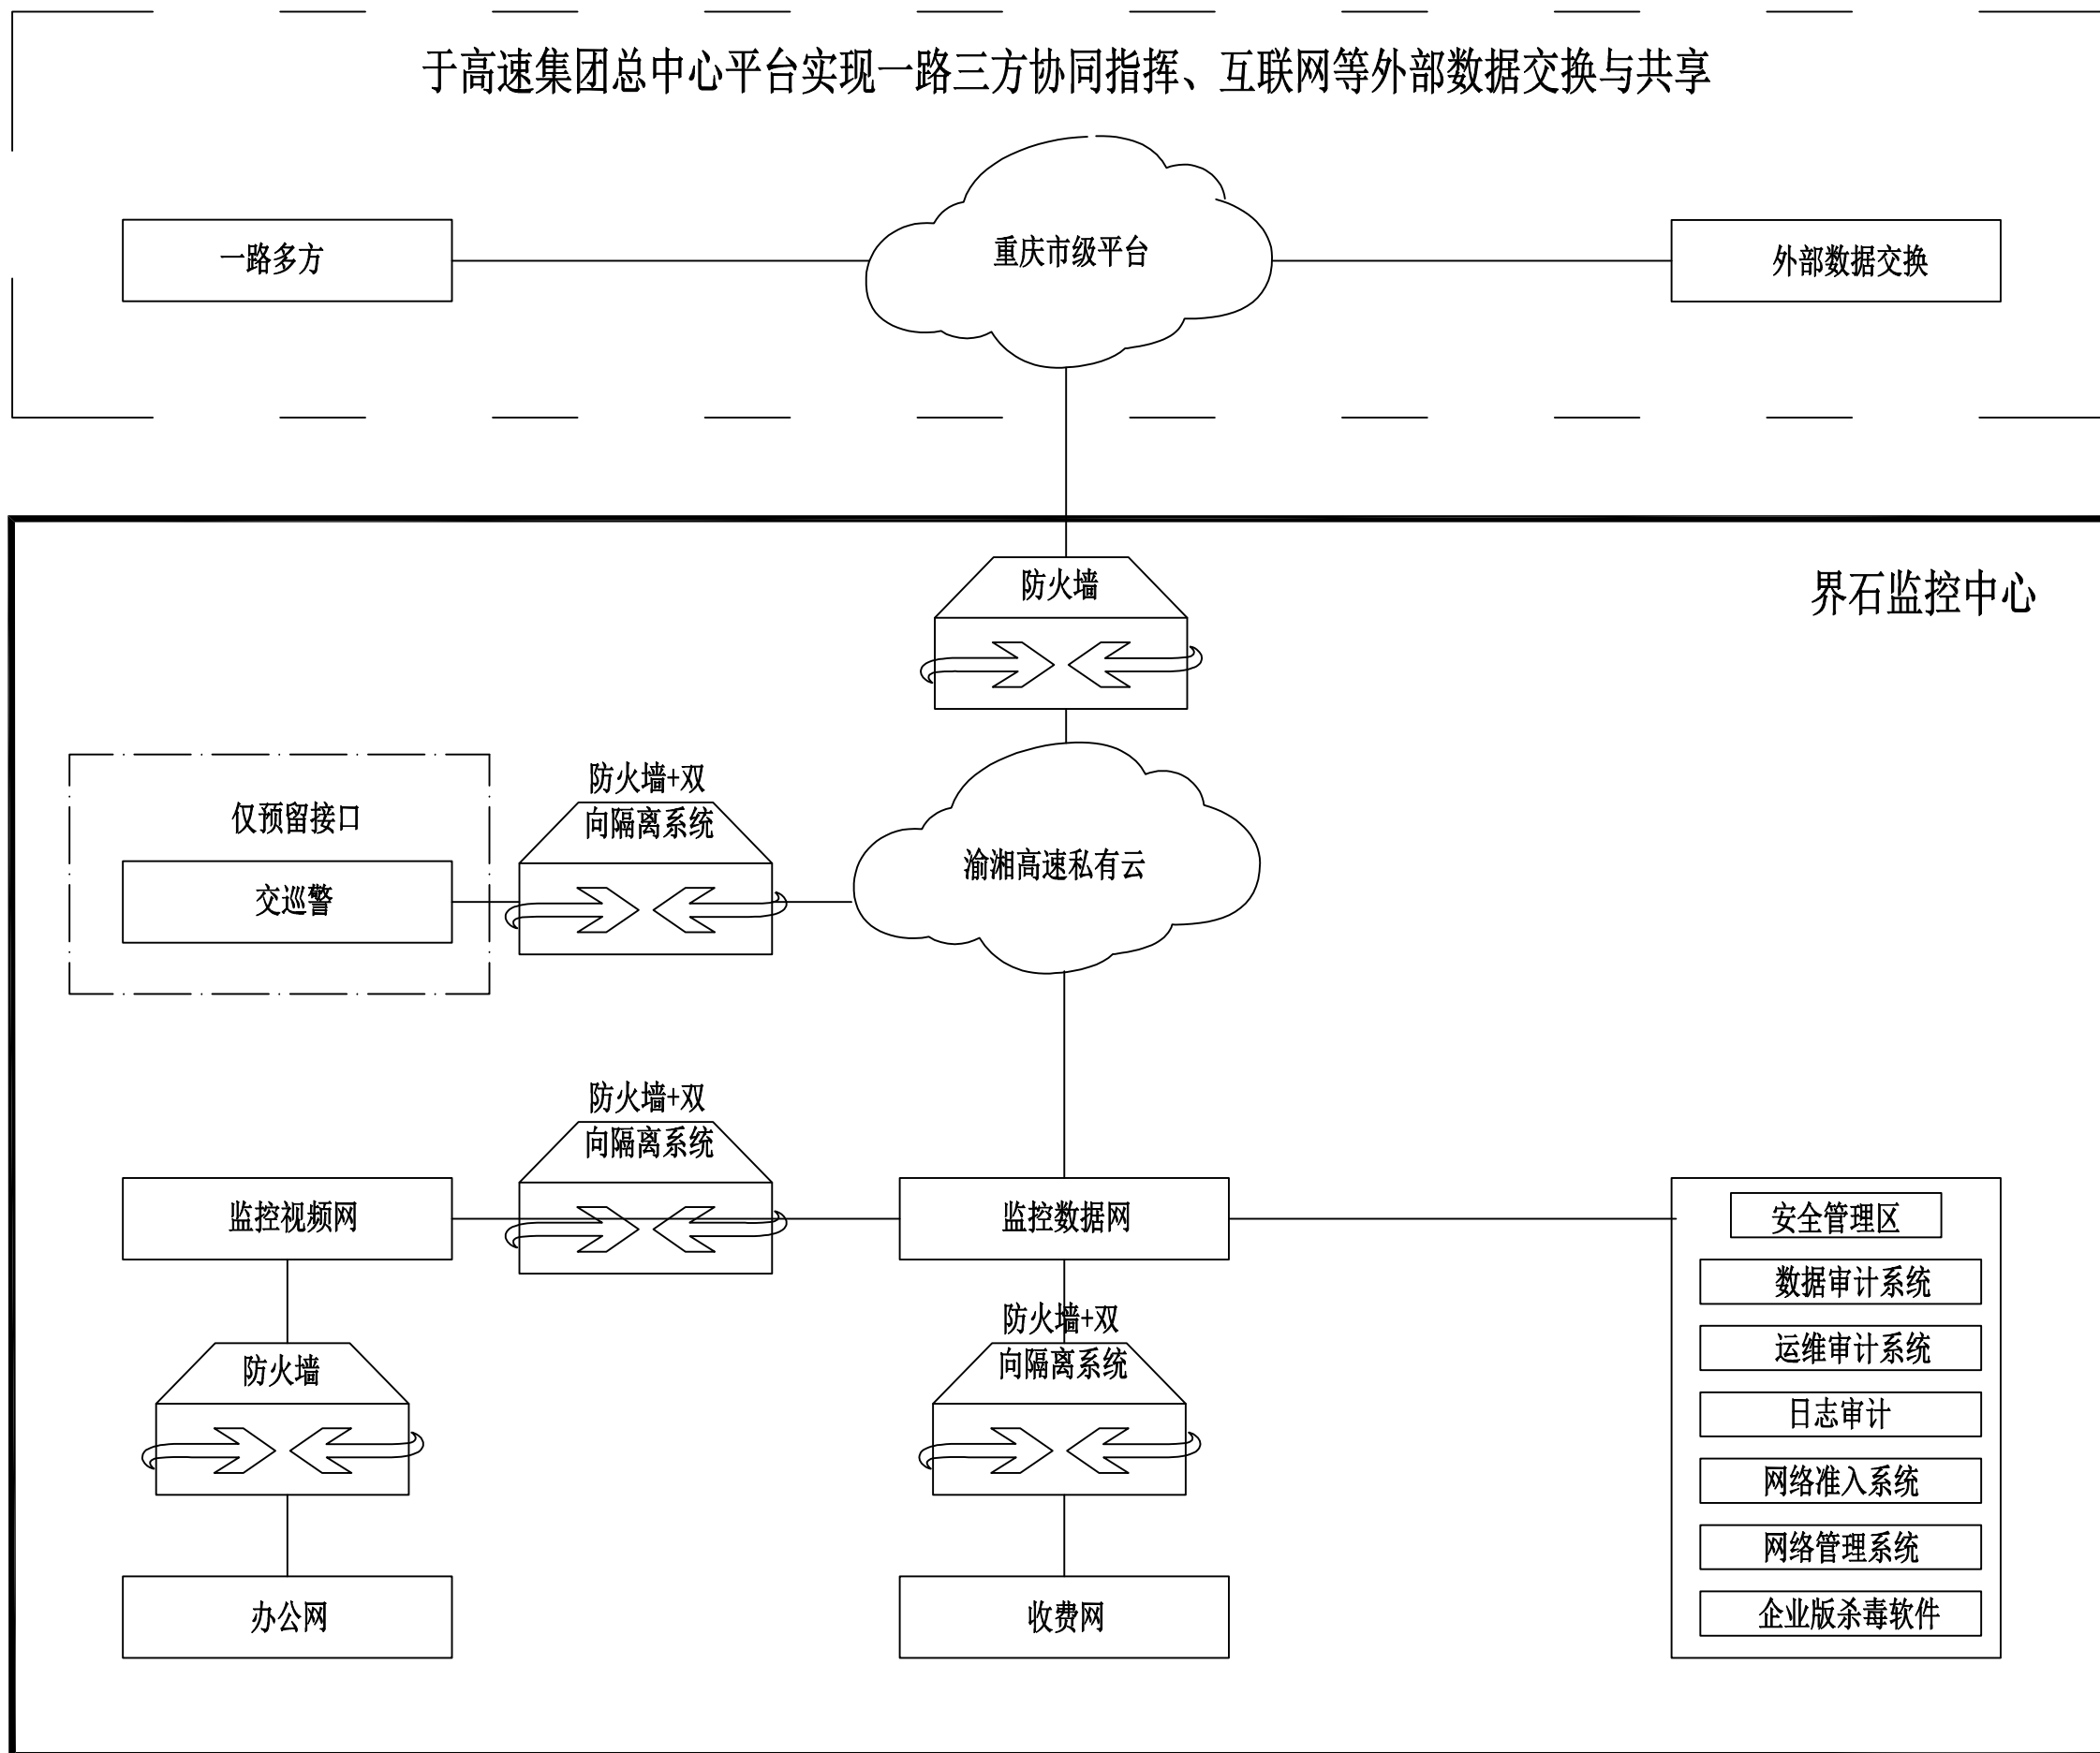 于高速集团总中心平台实现一路三方协同指挥、互联网等外部数据交换与共享
一路多方
重庆市级平台
外部数据交换
防火墙
界石监控中心
防火墙+双
向隔离系统
仅预留接口
交巡警
渝湘高速私有云
防火墙+双
向隔离系统
监控视频网
监控数据网
安全管理区
数据审计系统
运维审计系统
日志审计
网络准入系统
网络管理系统
企业版杀毒软件
防火墙
防火墙+双
向隔离系统
办公网
收费网